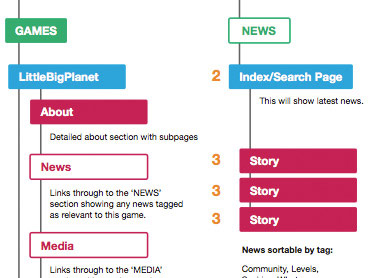 GAMES
LittleBigPlanet
About
Detailed about section with subpages
News
Links through to the 'NEWS'
section showing any news tagged
as relevant to this game.
Media
Links through to the 'MEDIA'
NEWS
2 Index/Search Page
This will show latest news.
3 Story
3 Story
3 Story
News sortable by tag:
Community, Levels,